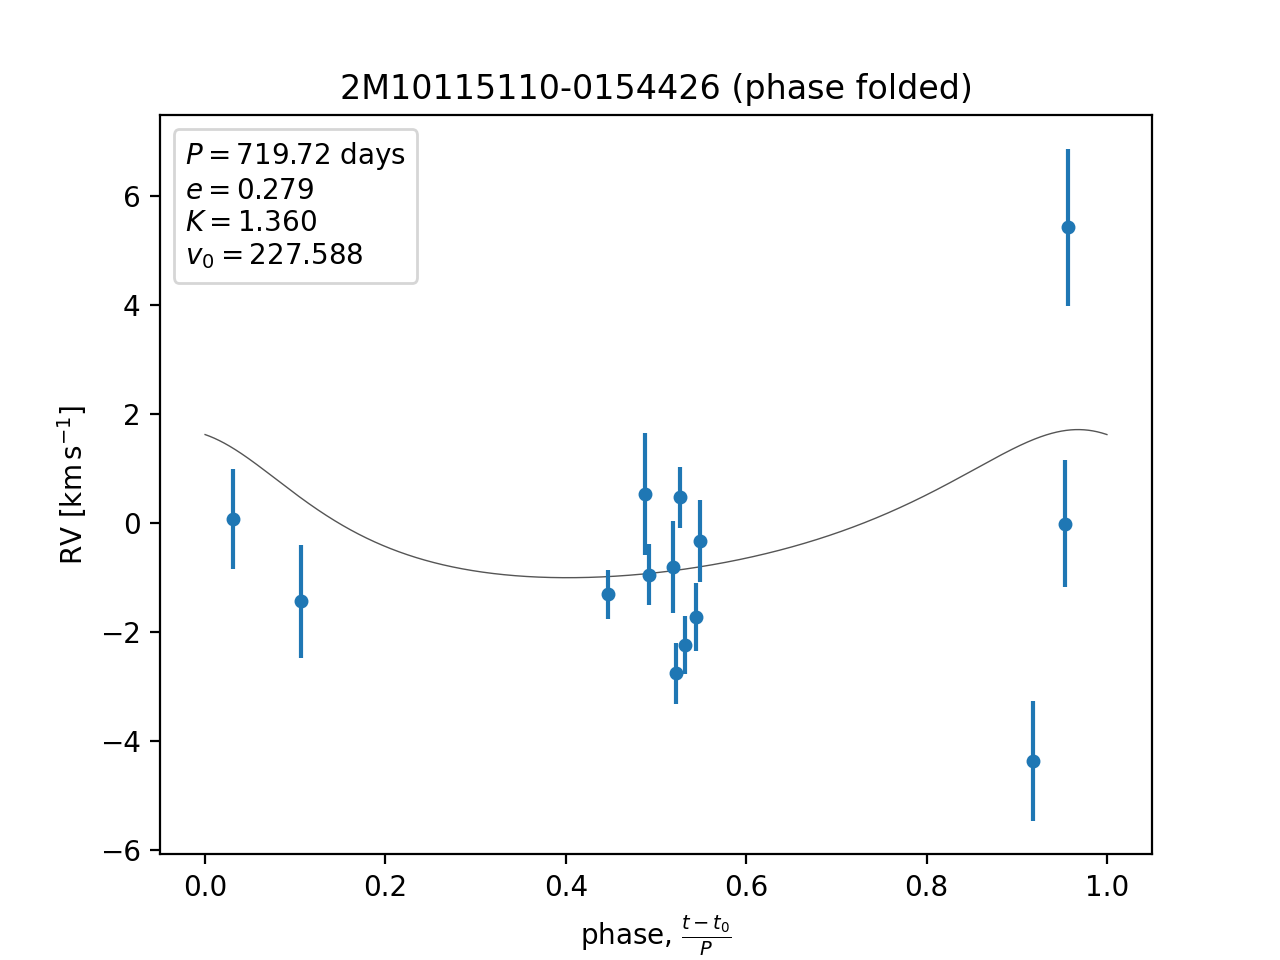 2M10115110-0154426 (phase folded)
P = 719.72 days
e = 0.279
K = 1.360
v₀ = 227.588
6
4
2
0
−2
−4
−6
RV [km s⁻¹]
0.0 0.2 0.4 0.6 0.8 1.0
phase, (t − t₀)/P